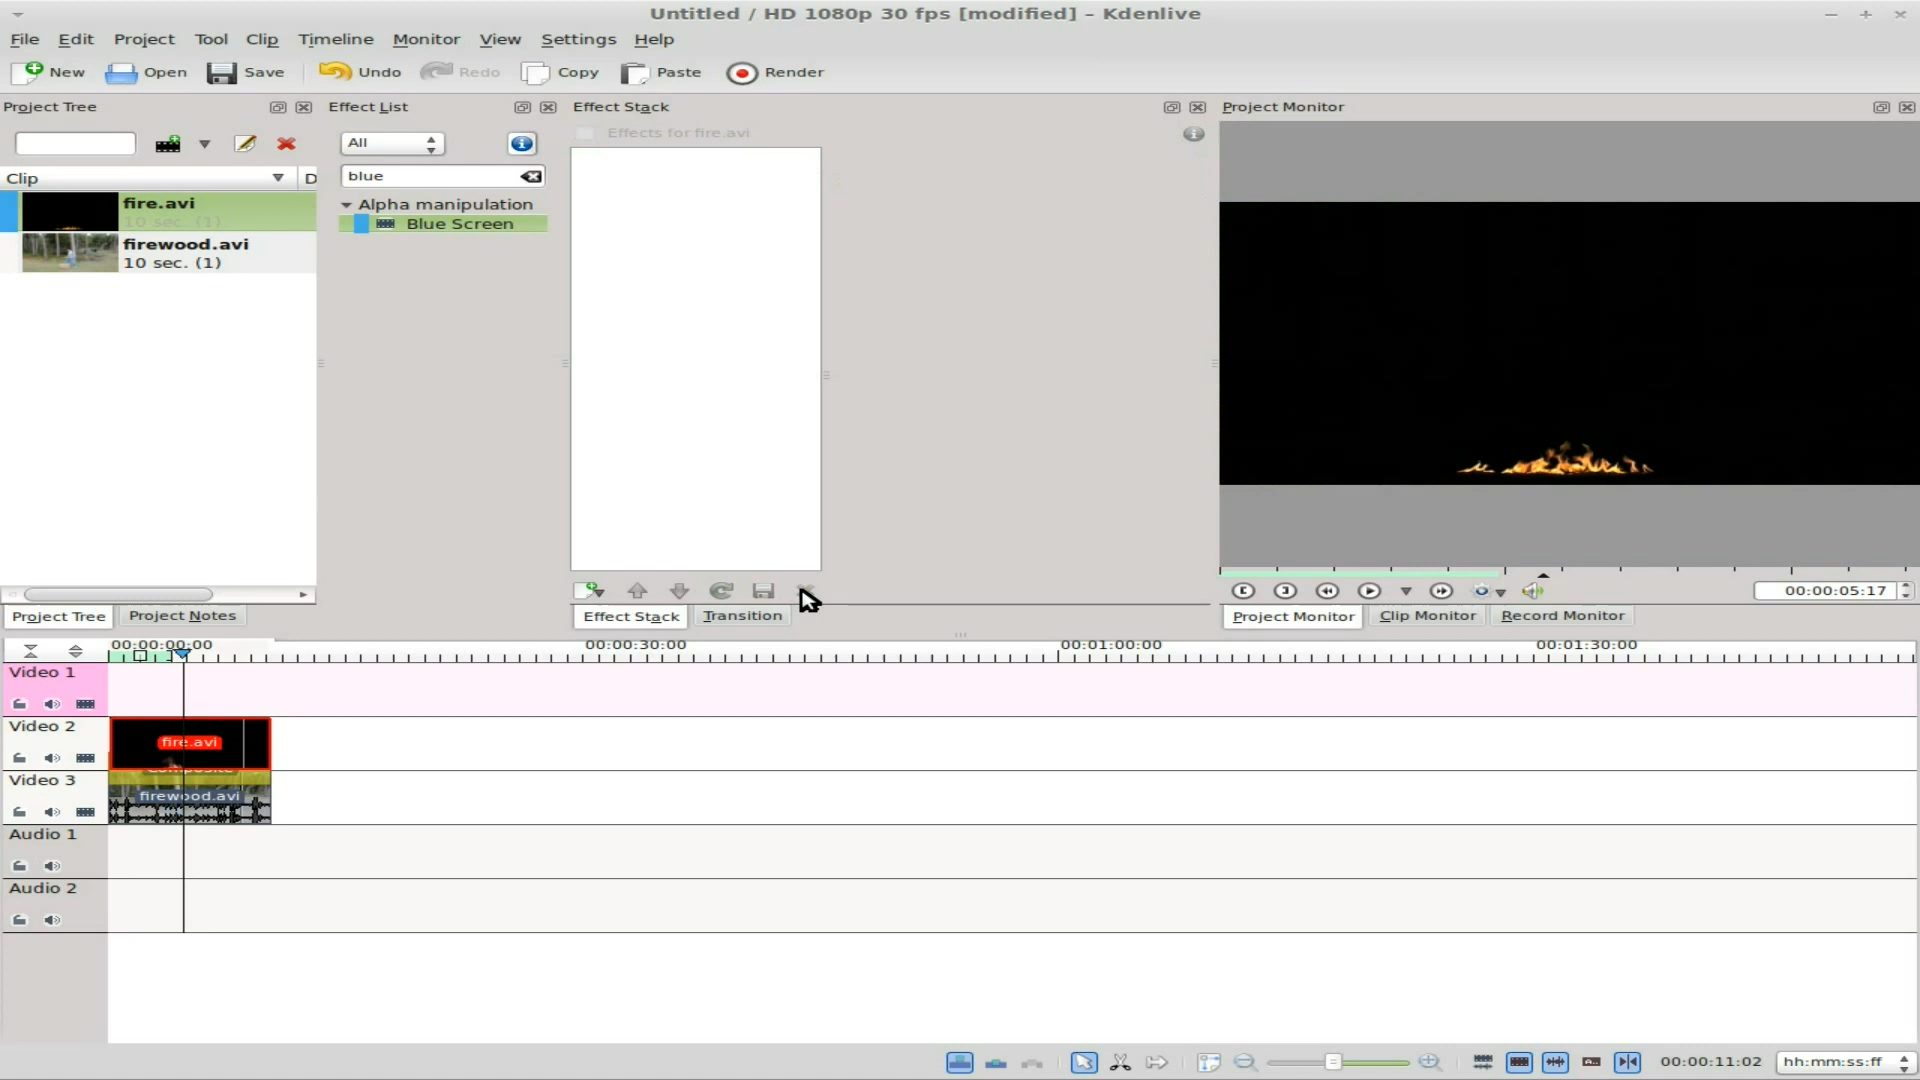 Untitled / HD 1080p 30 fps [modified] – Kdenlive
File Edit Project Tool Clip Timeline Monitor View Settings Help
New Open Save Undo Redo Copy Paste Render
Project Tree
Effect List
Effect Stack
Project Monitor
All
Effects for fire.avi
blue
Clip
D
Alpha manipulation
Blue Screen
fire.avi
10 sec. (1)
firewood.avi
10 sec. (1)
00:00:05:17
Project Tree Project Notes
Effect Stack Transition
Project Monitor Clip Monitor Record Monitor
00:00:00:00 00:00:30:00 00:01:00:00 00:01:30:00
Video 1
Video 2
fire.avi
Composite
Video 3
firewood.avi
Audio 1
Audio 2
00:00:11:02 hh:mm:ss:ff